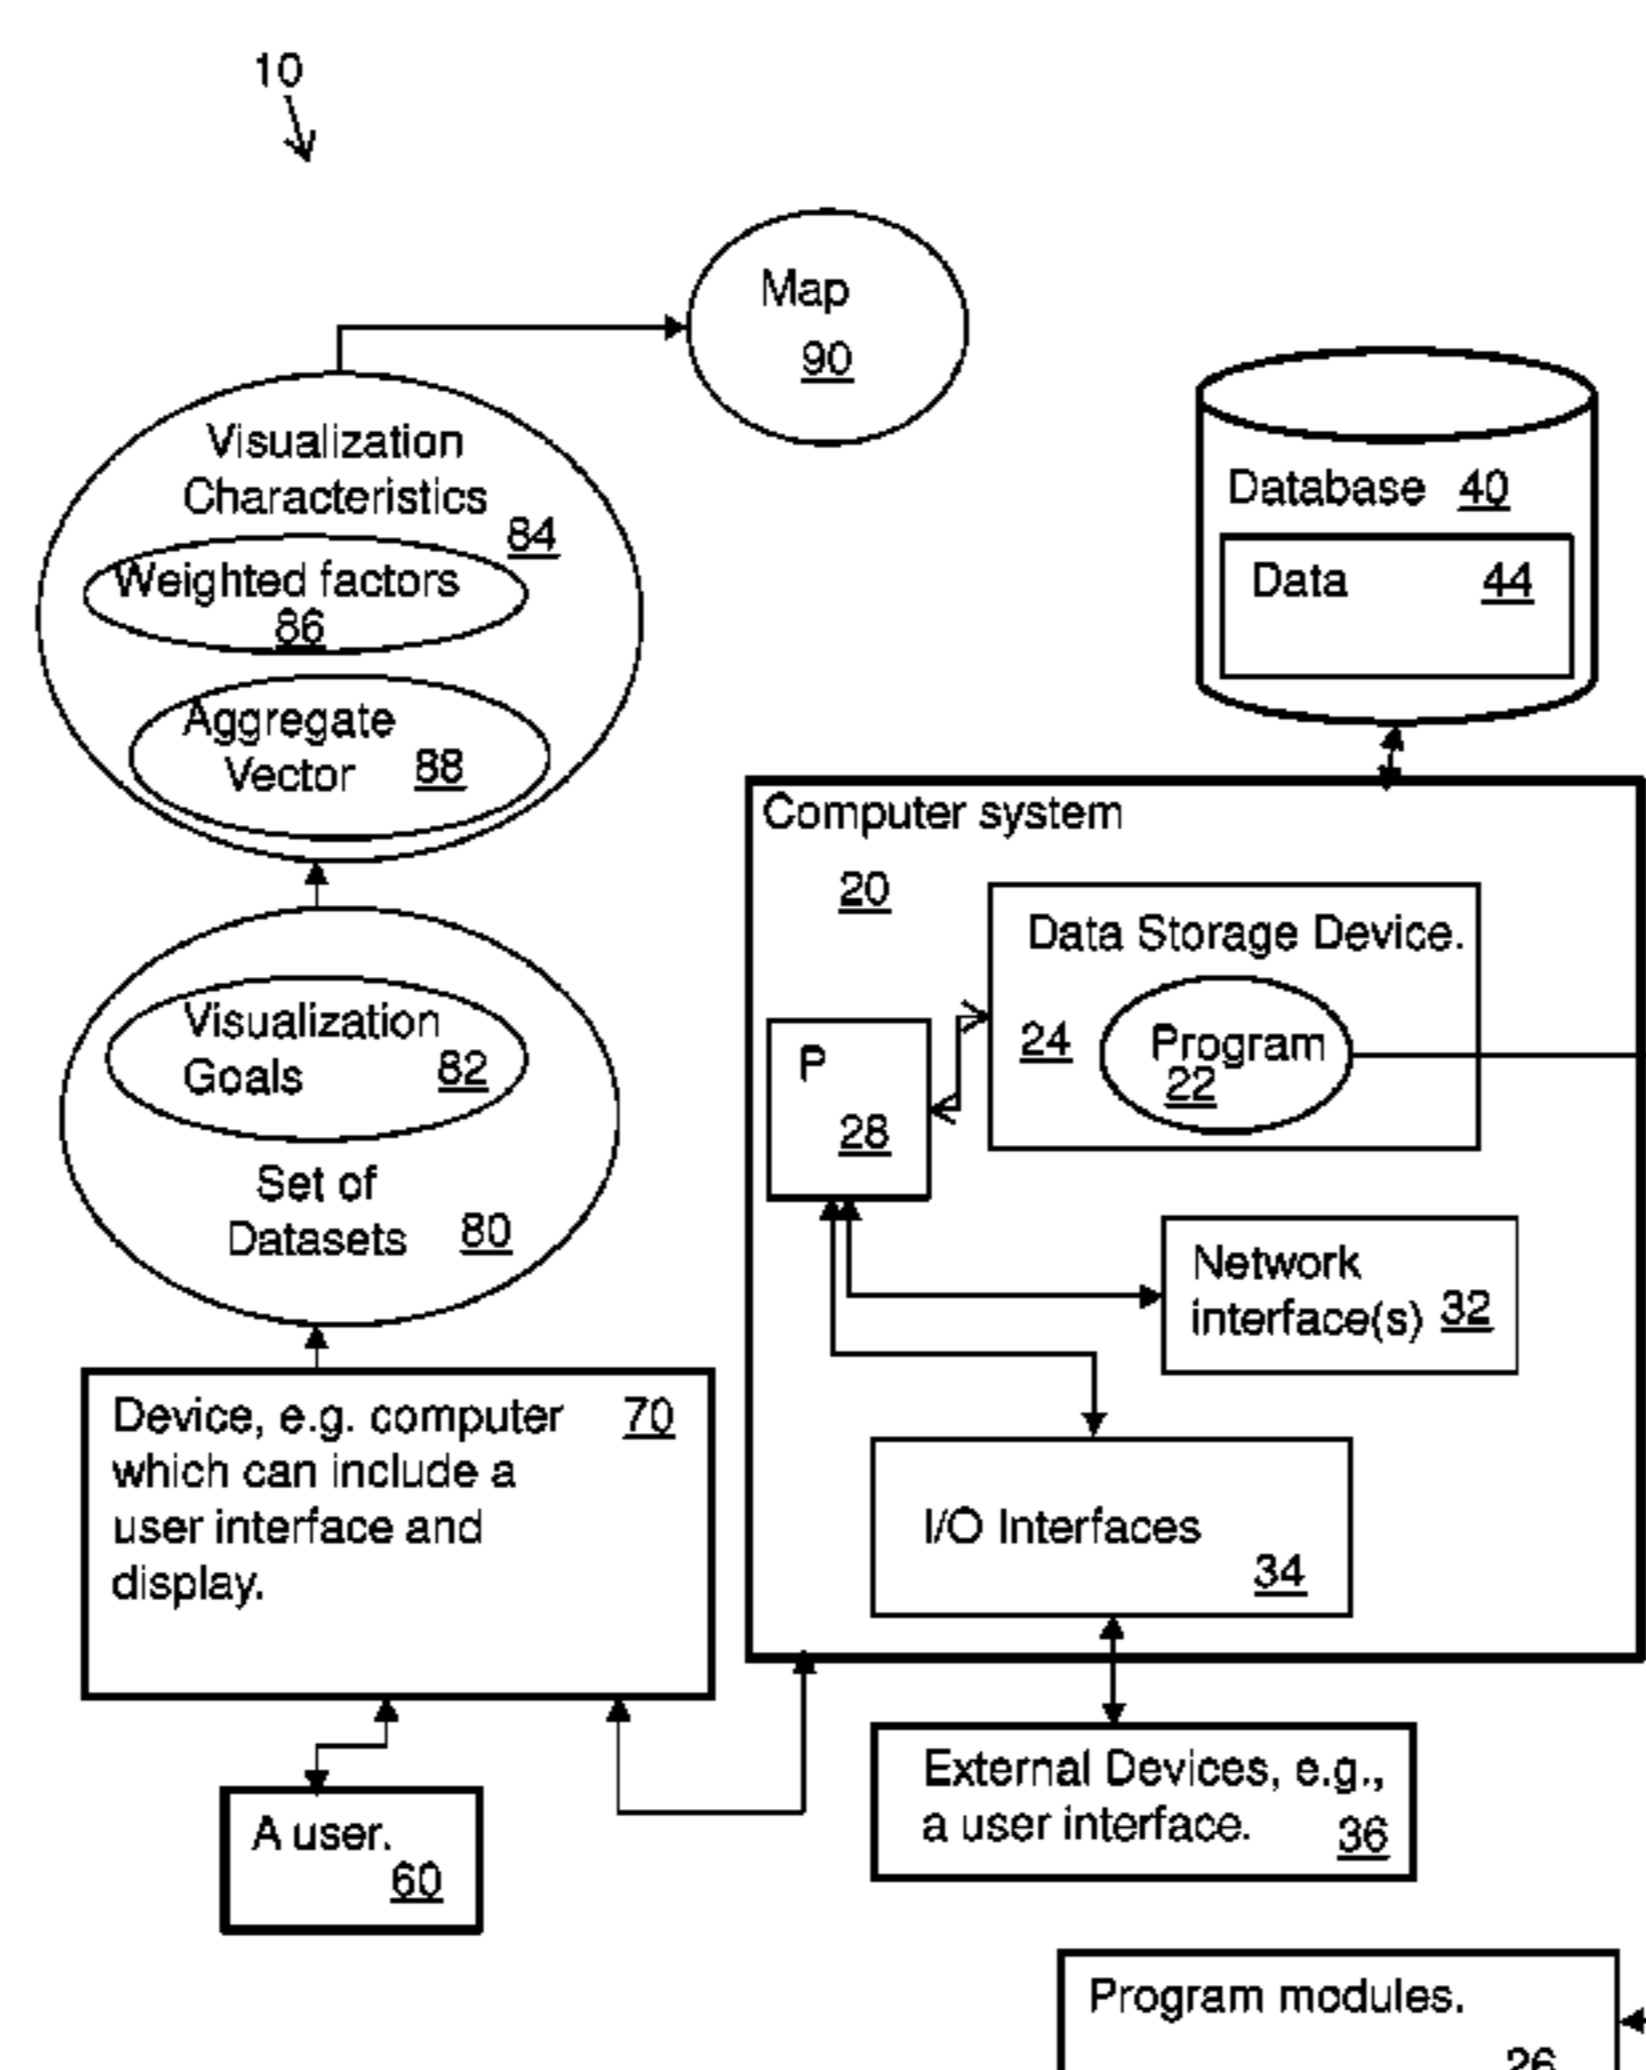 10
Map
90
Visualization
Characteristics
84
Weighted factors
86
Aggregate
Vector 88
Database 40
Data 44
Computer system
20
Data Storage Device.
24
Program
22
P
28
Visualization
Goals 82
Set of
Datasets 80
Network
interface(s) 32
Device, e.g. computer 70
which can include a
user interface and
display.
I/O Interfaces
34
A user.
60
External Devices, e.g.,
a user interface. 36
Program modules.
26